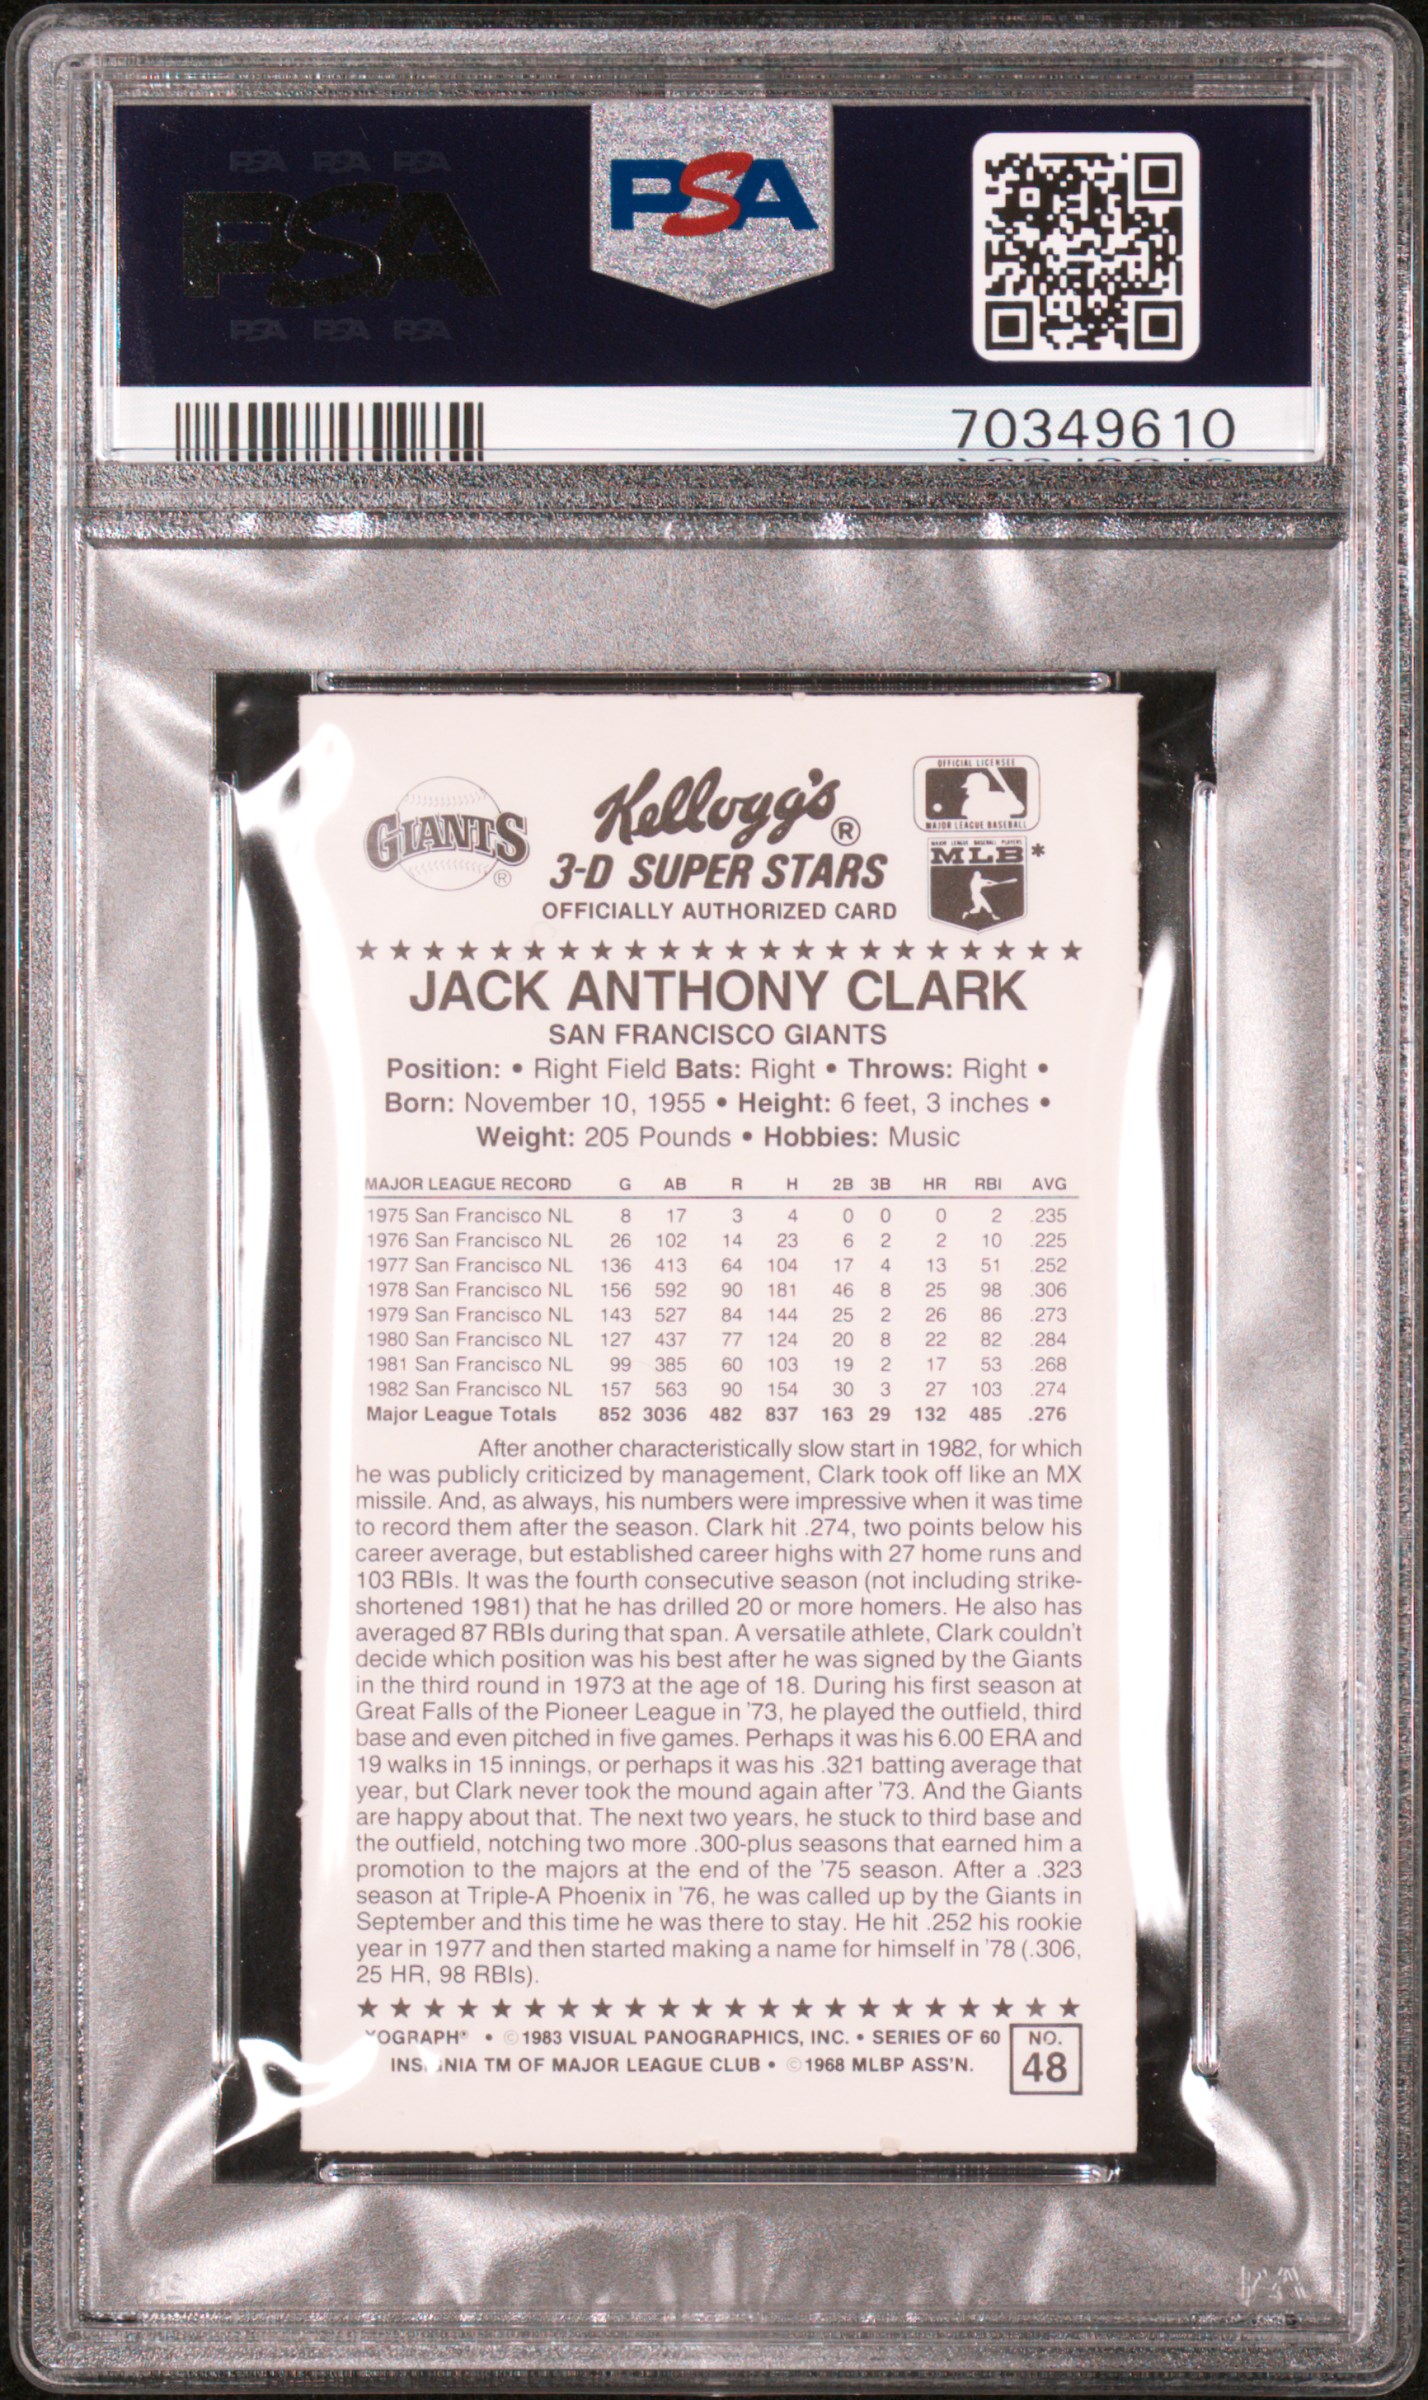 PSA PSA PSA
PSA
PSA PSA PSA
PSA
70349610
GIANTS ®
Kellogg's ®
3-D SUPER STARS
OFFICIALLY AUTHORIZED CARD
OFFICIAL LICENSEE
MAJOR LEAGUE BASEBALL
MAJOR LEAGUE BASEBALL PLAYERS
MLB *
★ ★ ★ ★ ★ ★ ★ ★ ★ ★ ★ ★ ★ ★ ★ ★ ★ ★ ★ ★ ★ ★
JACK ANTHONY CLARK
SAN FRANCISCO GIANTS
Position: • Right Field Bats: Right • Throws: Right •
Born: November 10, 1955 • Height: 6 feet, 3 inches •
Weight: 205 Pounds • Hobbies: Music
MAJOR LEAGUE RECORD G AB R H 2B 3B HR RBI AVG
1975 San Francisco NL 8 17 3 4 0 0 0 2 .235
1976 San Francisco NL 26 102 14 23 6 2 2 10 .225
1977 San Francisco NL 136 413 64 104 17 4 13 51 .252
1978 San Francisco NL 156 592 90 181 46 8 25 98 .306
1979 San Francisco NL 143 527 84 144 25 2 26 86 .273
1980 San Francisco NL 127 437 77 124 20 8 22 82 .284
1981 San Francisco NL 99 385 60 103 19 2 17 53 .268
1982 San Francisco NL 157 563 90 154 30 3 27 103 .274
Major League Totals 852 3036 482 837 163 29 132 485 .276
After another characteristically slow start in 1982, for which
he was publicly criticized by management, Clark took off like an MX
missile. And, as always, his numbers were impressive when it was time
to record them after the season. Clark hit .274, two points below his
career average, but established career highs with 27 home runs and
103 RBIs. It was the fourth consecutive season (not including strike-
shortened 1981) that he has drilled 20 or more homers. He also has
averaged 87 RBIs during that span. A versatile athlete, Clark couldn't
decide which position was his best after he was signed by the Giants
in the third round in 1973 at the age of 18. During his first season at
Great Falls of the Pioneer League in '73, he played the outfield, third
base and even pitched in five games. Perhaps it was his 6.00 ERA and
19 walks in 15 innings, or perhaps it was his .321 batting average that
year, but Clark never took the mound again after '73. And the Giants
are happy about that. The next two years, he stuck to third base and
the outfield, notching two more .300-plus seasons that earned him a
promotion to the majors at the end of the '75 season. After a .323
season at Triple-A Phoenix in '76, he was called up by the Giants in
September and this time he was there to stay. He hit .252 his rookie
year in 1977 and then started making a name for himself in '78 (.306,
25 HR, 98 RBIs).
★ ★ ★ ★ ★ ★ ★ ★ ★ ★ ★ ★ ★ ★ ★ ★ ★ ★ ★ ★ ★ ★
XOGRAPH® • ©1983 VISUAL PANOGRAPHICS, INC. • SERIES OF 60
INSIGNIA TM OF MAJOR LEAGUE CLUB • ©1968 MLBP ASS'N.
NO.
48